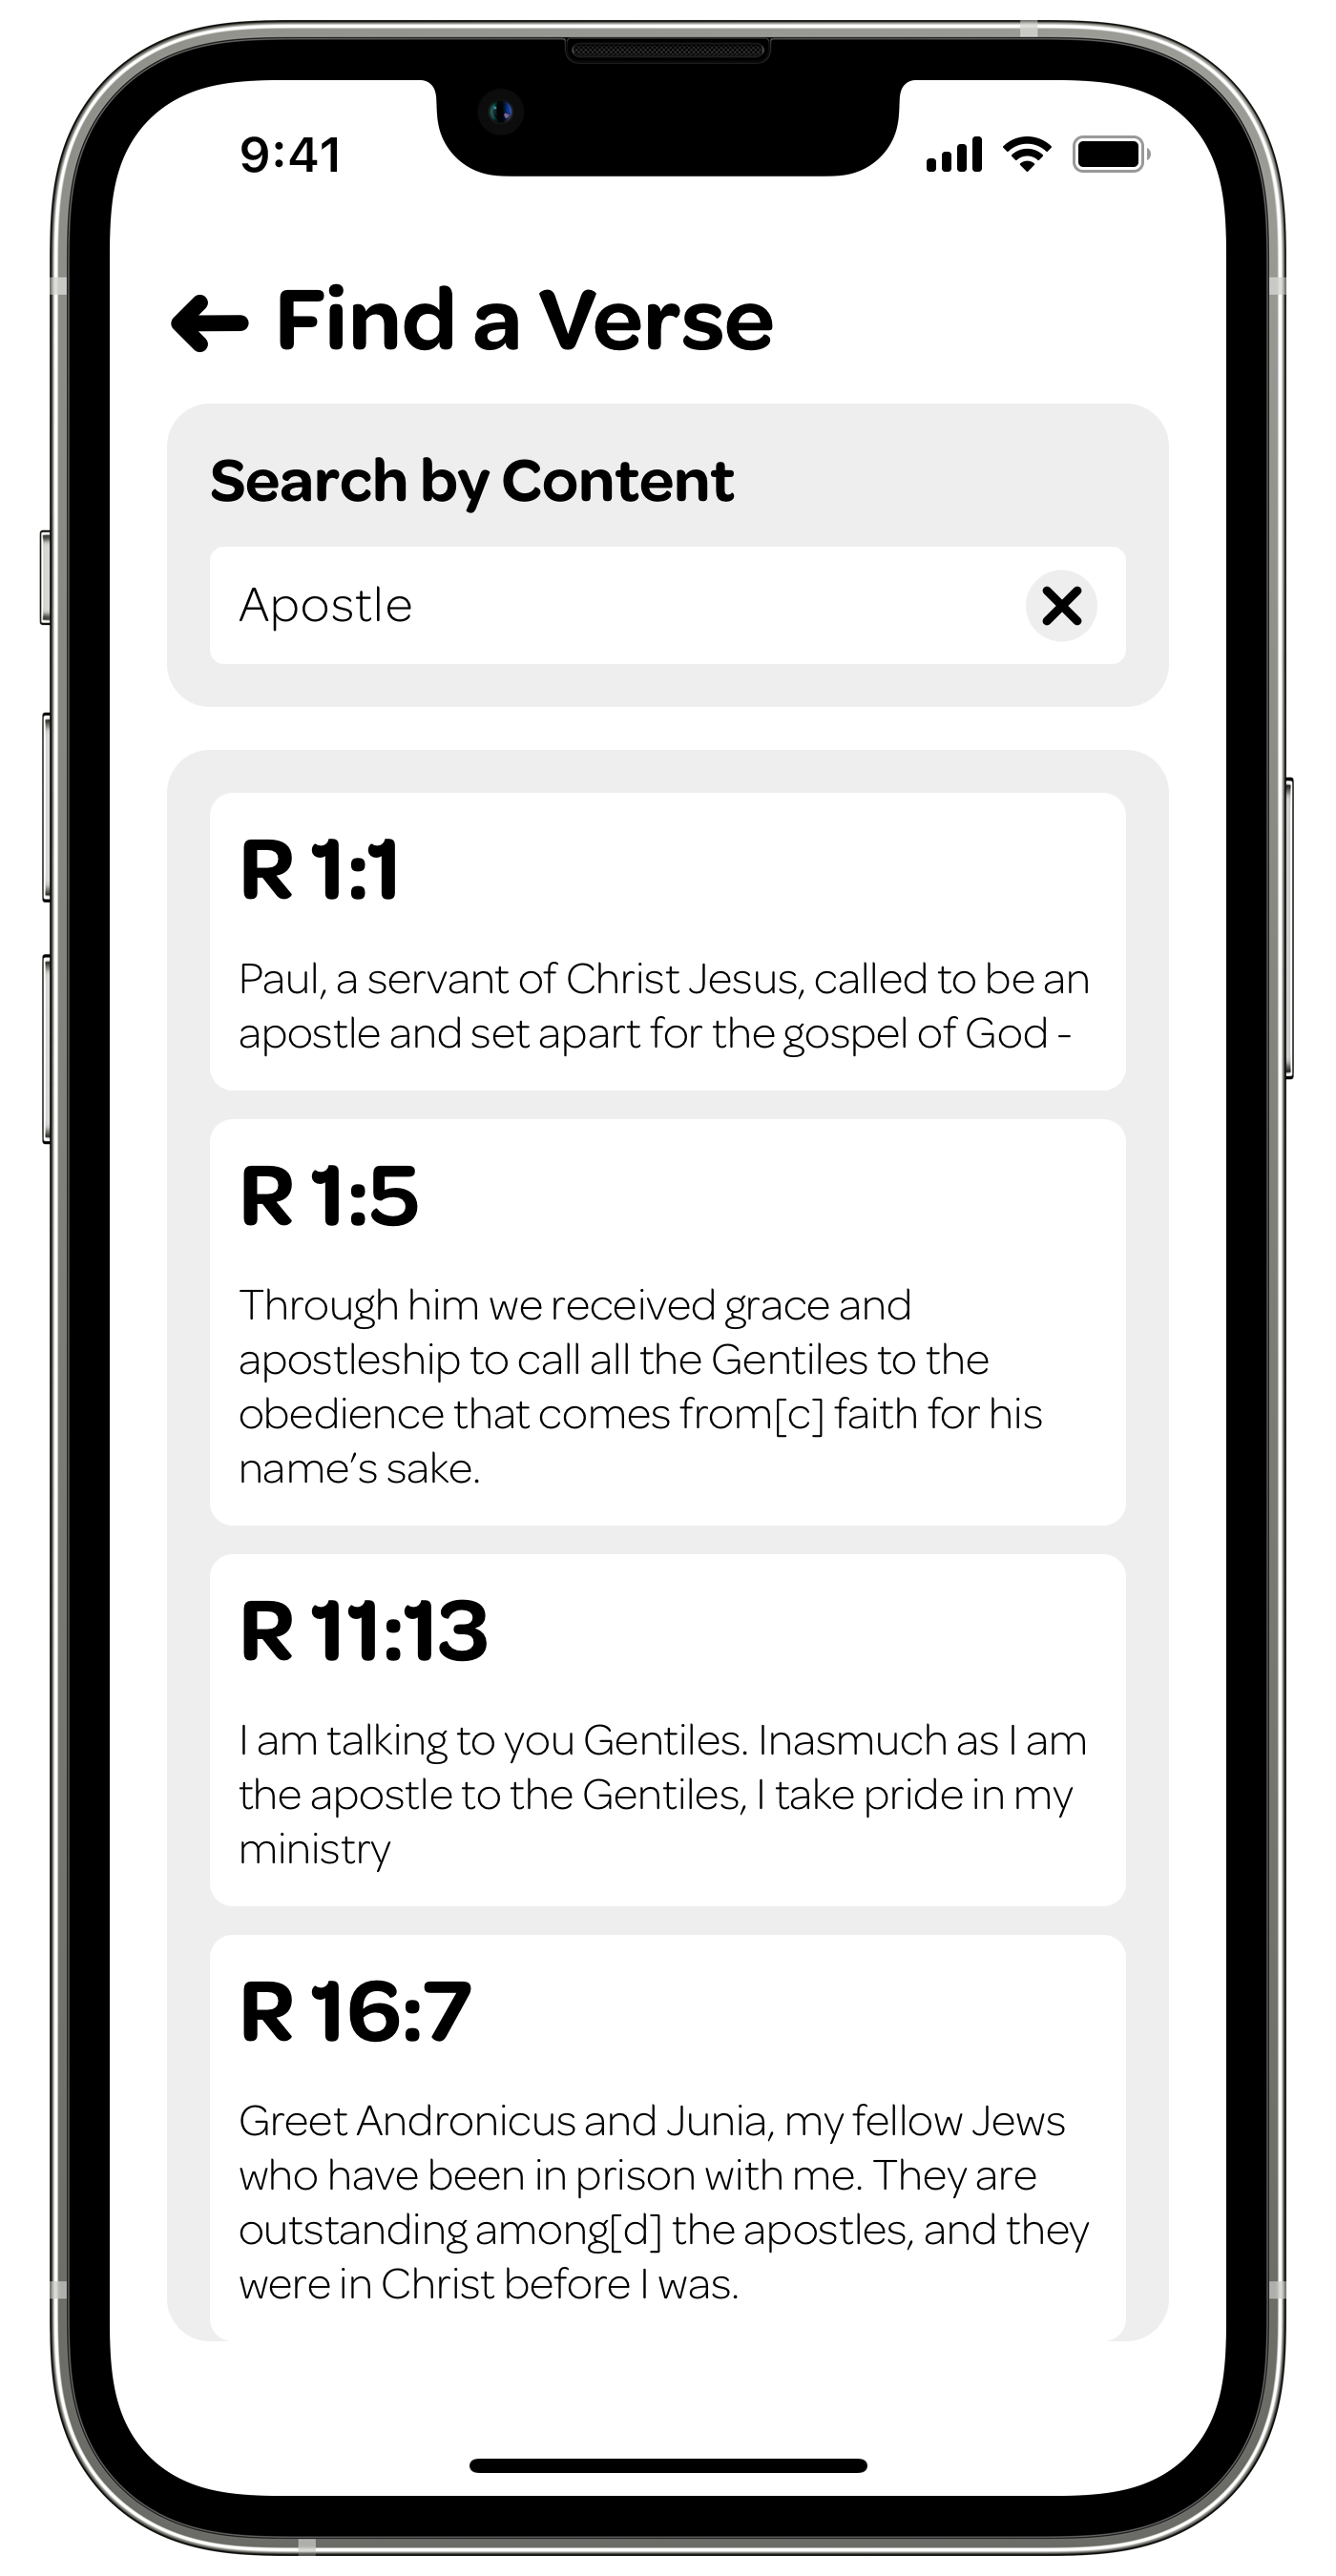 9:41
Find a Verse
Search by Content
Apostle
R 1:1
Paul, a servant of Christ Jesus, called to be an
apostle and set apart for the gospel of God -
R 1:5
Through him we received grace and
apostleship to call all the Gentiles to the
obedience that comes from[c] faith for his
name’s sake.
R 11:13
I am talking to you Gentiles. Inasmuch as I am
the apostle to the Gentiles, I take pride in my
ministry
R 16:7
Greet Andronicus and Junia, my fellow Jews
who have been in prison with me. They are
outstanding among[d] the apostles, and they
were in Christ before I was.